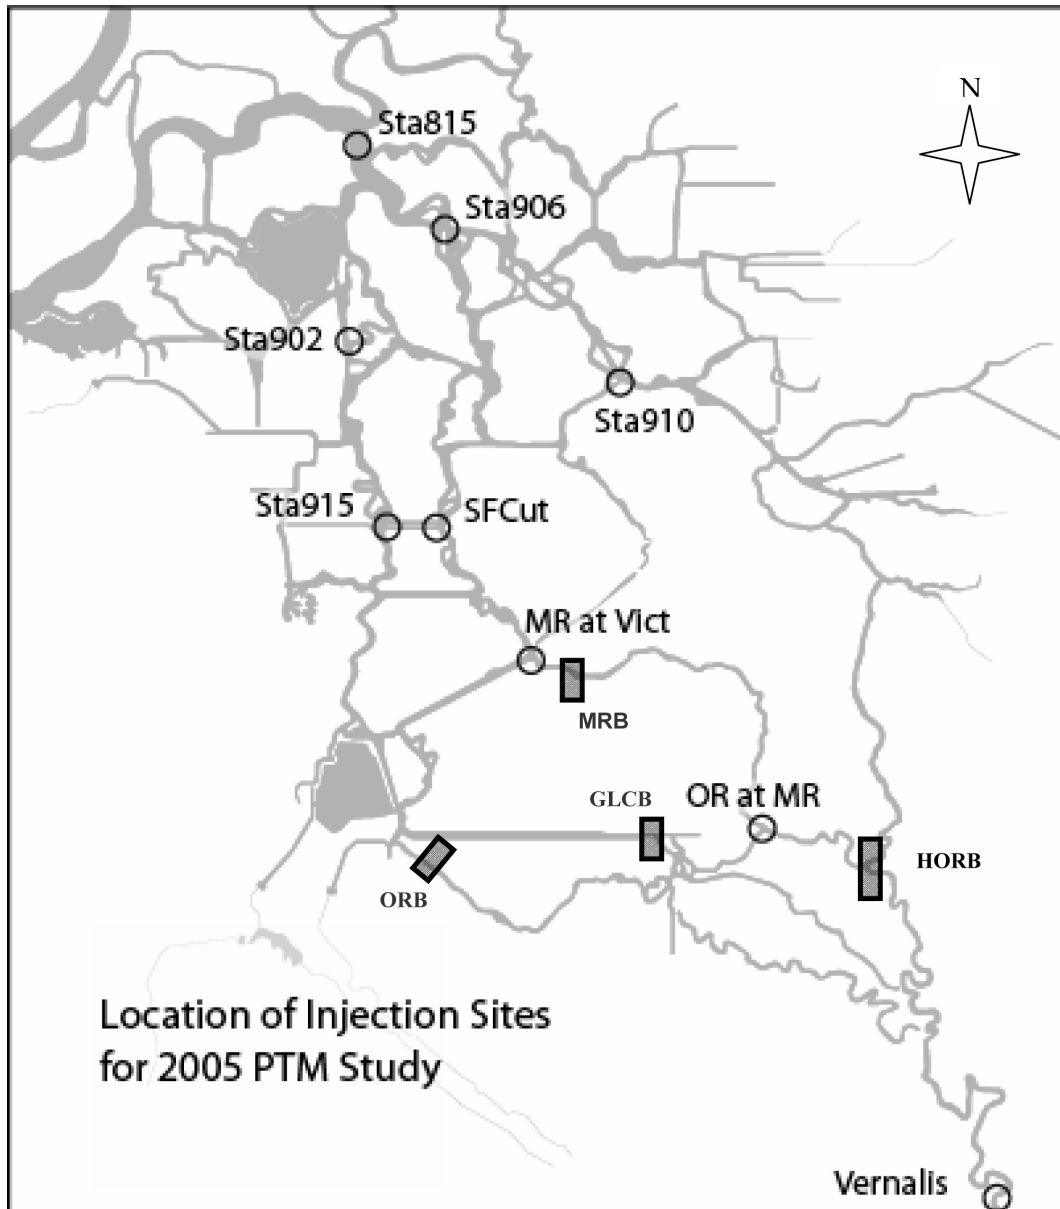 N
Sta815
Sta906
Sta902
Sta910
Sta915
SFCut
MR at Vict
MRB
GLCB
OR at MR
HORB
ORB
Location of Injection Sites
for 2005 PTM Study
Vernalis